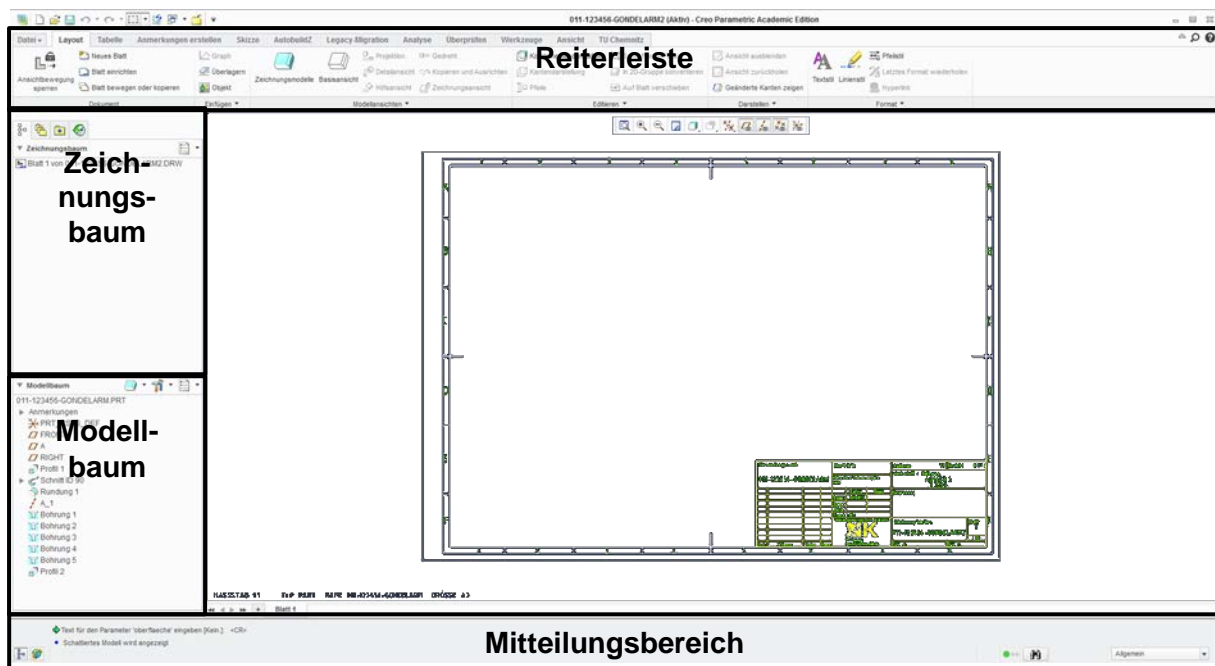 011-123456-GONDELARM2 (Aktiv) - Creo Parametric Academic Edition
Datei Layout Tabelle Anmerkungen erstellen Skizze AutobuildZ Legacy-Migration Analyse Überprüfen Werkzeuge Ansicht TU Chemnitz
Reiterleiste
Ansichtbewegung sperren
Neues Blatt
Blatt einrichten
Blatt bewegen oder kopieren
Dokument
Graph
Überlagern
Objekt
Einfügen
Zeichnungsmodelle Basisansicht
Projektion
Detailansicht
Hilfsansicht
Gedreht
Kopieren und Ausrichten
Zeichnungsansicht
Modellansichten
Pfeile
in 2D-Gruppe konvertieren
Auf Blatt verschieben
Editieren
Ansicht ausblenden
Ansicht zurückholen
Geänderte Kanten zeigen
Darstellen
Textstil Linienstil
Pfeilstil
Letztes Format wiederholen
Hyperlink
Format
Zeichnungsbaum
Blatt 1 von
ARM2.DRW
Zeich-
nungs-
baum
Modellbaum
011-123456-GONDELARM.PRT
Anmerkungen
A
RIGHT
Profil 1
Schnitt ID 90
Rundung 1
A_1
Bohrung 1
Bohrung 2
Bohrung 3
Bohrung 4
Bohrung 5
Profil 2
Modell-
baum
Blatt 1
Text für den Parameter 'oberflaeche' eingeben [Kein.] <CR>
Schattiertes Modell wird angezeigt
Mitteilungsbereich
Allgemein